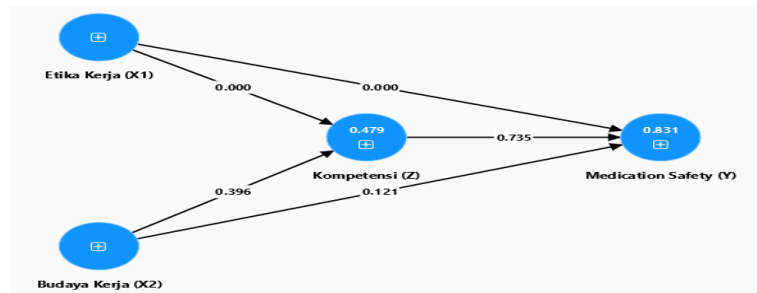 Etika Kerja (X1)
0.000
0.000
0.479
0.735
0.831
Kompetensi (Z)
Medication Safety (Y)
0.396
0.121
Budaya Kerja (X2)